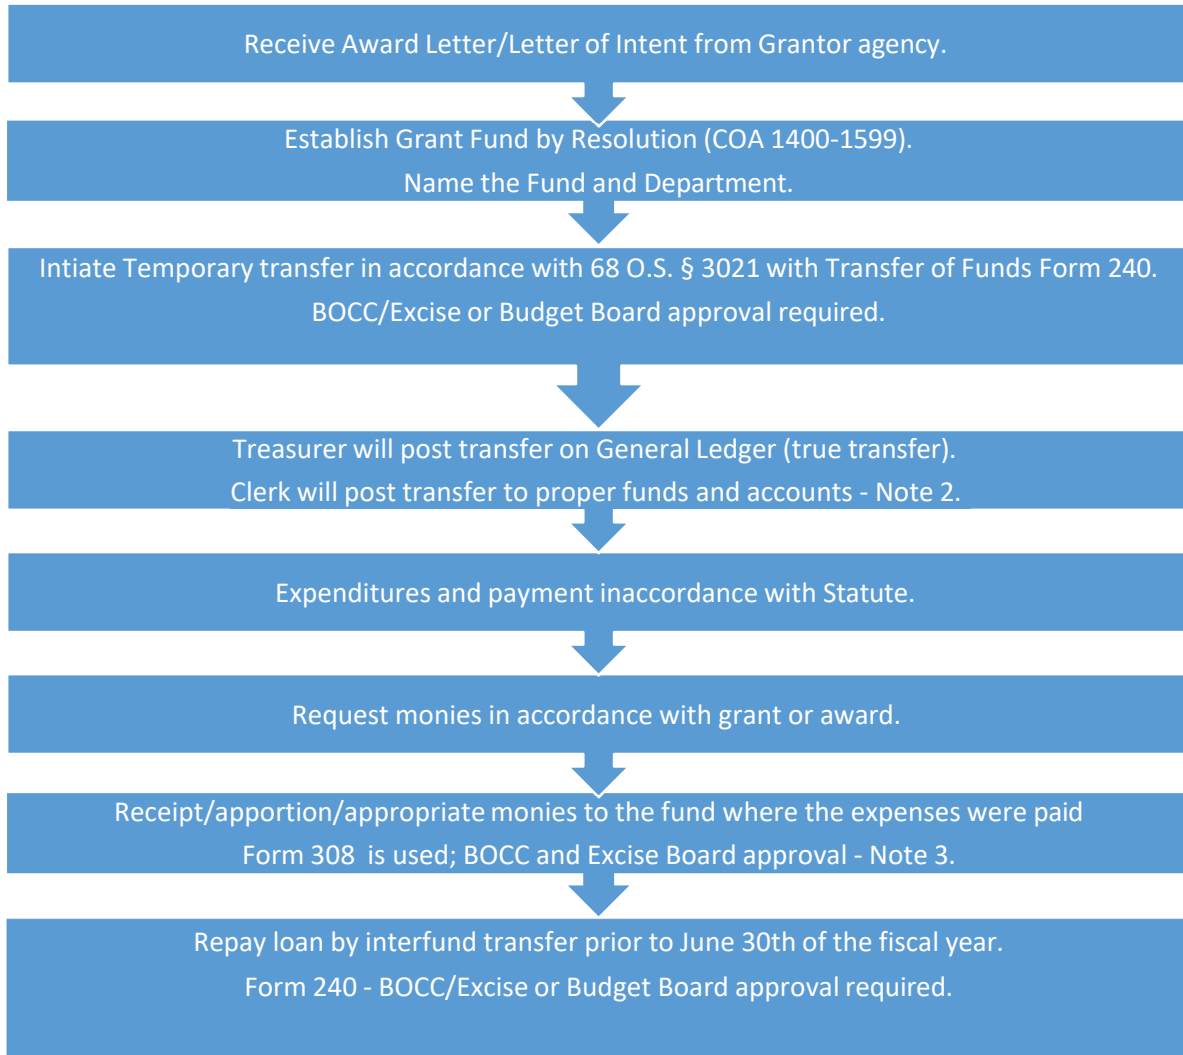 Receive Award Letter/Letter of Intent from Grantor agency.
Establish Grant Fund by Resolution (COA 1400-1599).
Name the Fund and Department.
Intiate Temporary transfer in accordance with 68 O.S. § 3021 with Transfer of Funds Form 240.
BOCC/Excise or Budget Board approval required.
Treasurer will post transfer on General Ledger (true transfer).
Clerk will post transfer to proper funds and accounts - Note 2.
Expenditures and payment inaccordance with Statute.
Request monies in accordance with grant or award.
Receipt/apportion/appropriate monies to the fund where the expenses were paid
Form 308 is used; BOCC and Excise Board approval - Note 3.
Repay loan by interfund transfer prior to June 30th of the fiscal year.
Form 240 - BOCC/Excise or Budget Board approval required.